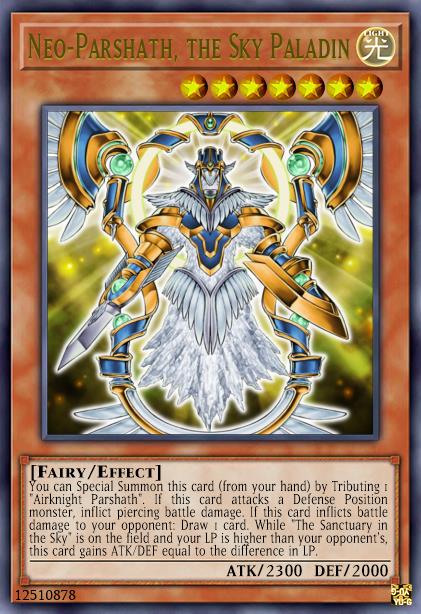 Neo-Parshath, the Sky Paladin
LIGHT
光
[Fairy/Effect]
You can Special Summon this card (from your hand) by Tributing 1
"Airknight Parshath". If this card attacks a Defense Position
monster, inflict piercing battle damage. If this card inflicts battle
damage to your opponent: Draw 1 card. While "The Sanctuary in
the Sky" is on the field and your LP is higher than your opponent's,
this card gains ATK/DEF equal to the difference in LP.
ATK/2300 DEF/2000
12510878